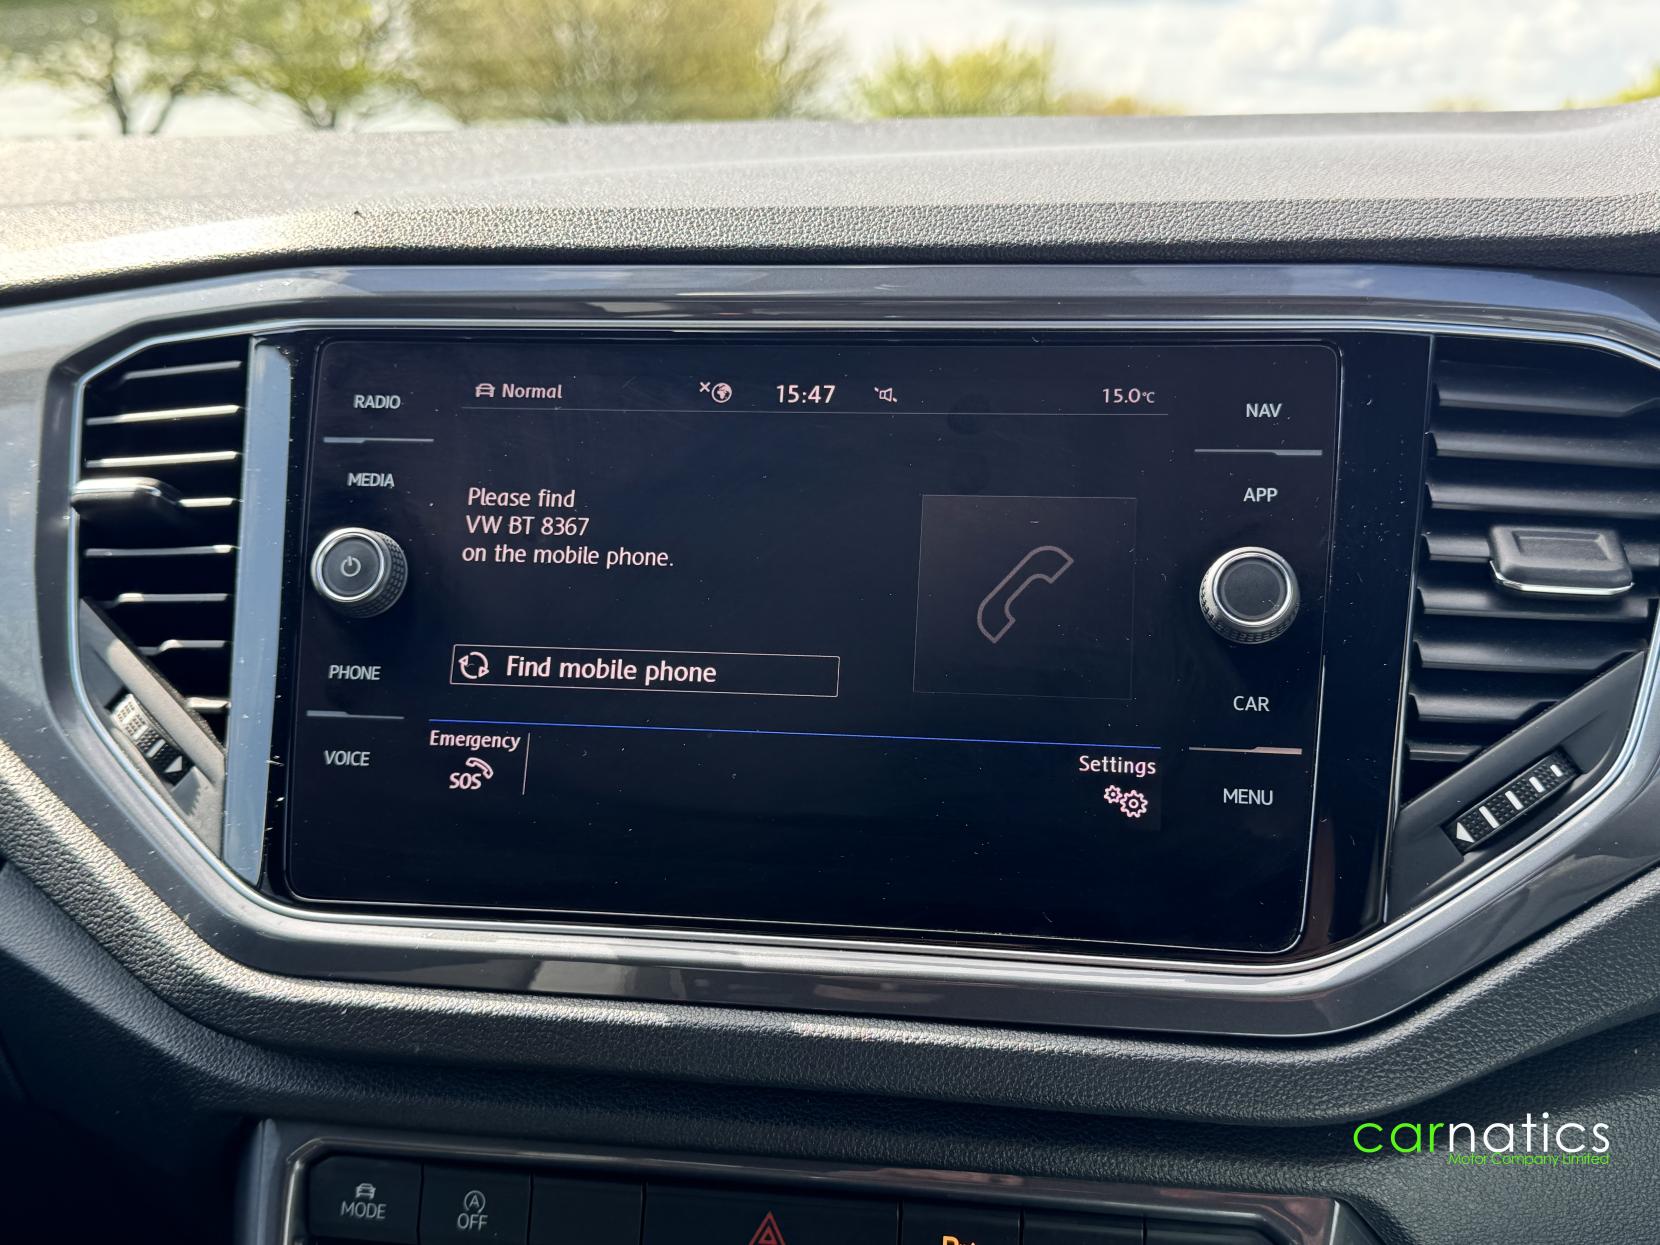 RADIO
MEDIA
PHONE
VOICE
Normal
15:47
15.0°C
Please find
VW BT 8367
on the mobile phone.
Find mobile phone
Emergency
SOS
Settings
NAV
APP
CAR
MENU
MODE
A
OFF
carnatics
Motor Company Limited